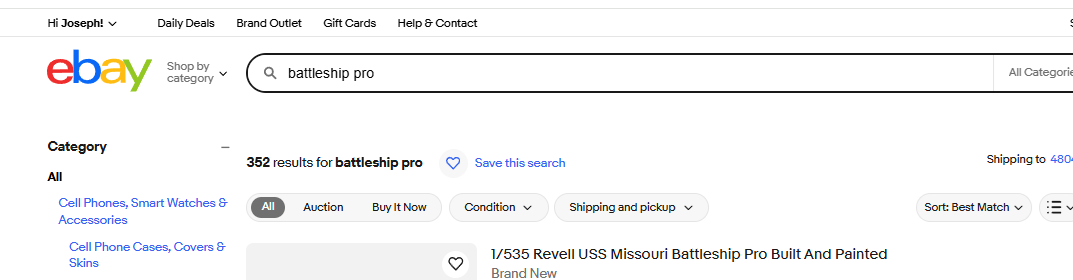 Hi Joseph! Daily Deals Brand Outlet Gift Cards Help & Contact
ebay
Shop by
category
battleship pro
All Categorie
Category
352 results for battleship pro Save this search
Shipping to 4804
All
Cell Phones, Smart Watches &
Accessories
Cell Phone Cases, Covers &
Skins
All Auction Buy It Now Condition Shipping and pickup Sort: Best Match
1/535 Revell USS Missouri Battleship Pro Built And Painted
Brand New